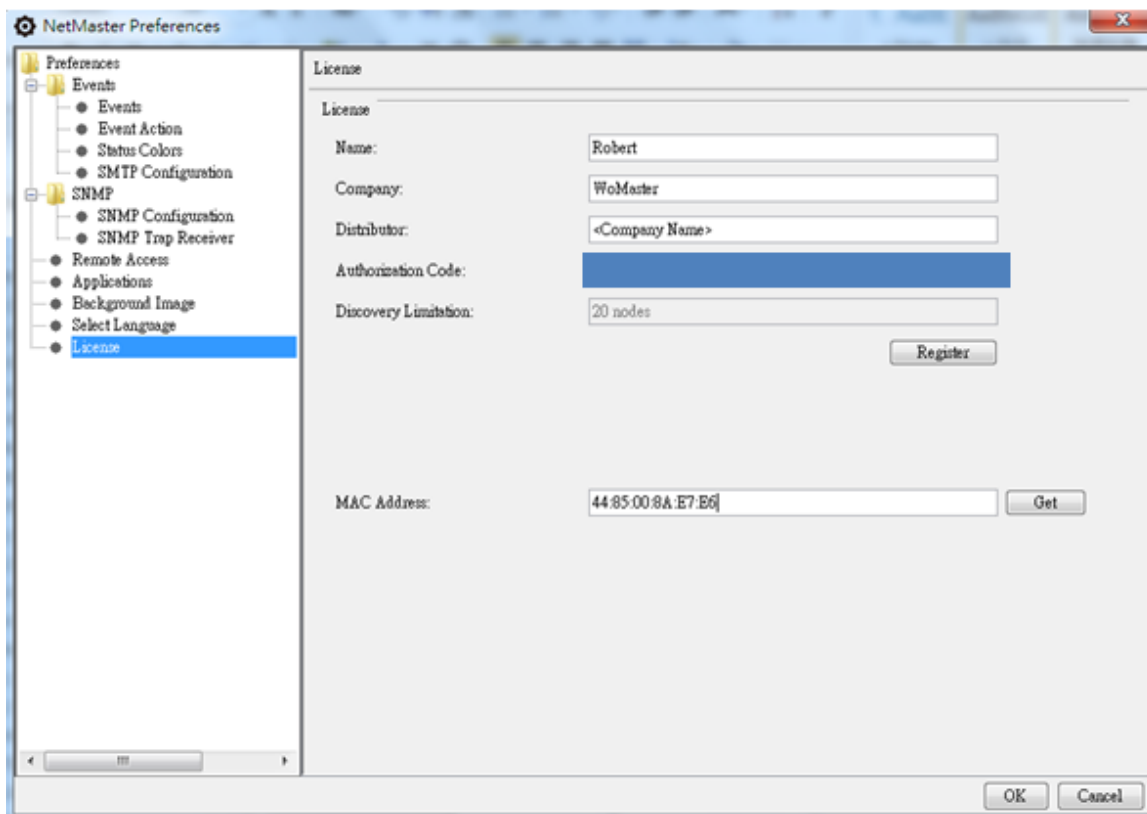 NetMaster Preferences
Preferences
Events
Events
Event Action
Status Colors
SMTP Configuration
SNMP
SNMP Configuration
SNMP Trap Receiver
Remote Access
Applications
Background Image
Select Language
License
License
License
Name: Robert
Company: WoMaster
Distributor: <Company Name>
Authorization Code:
Discovery Limitation: 20 nodes
Register
MAC Address: 44:85:00:8A:E7:E6 Get
OK Cancel